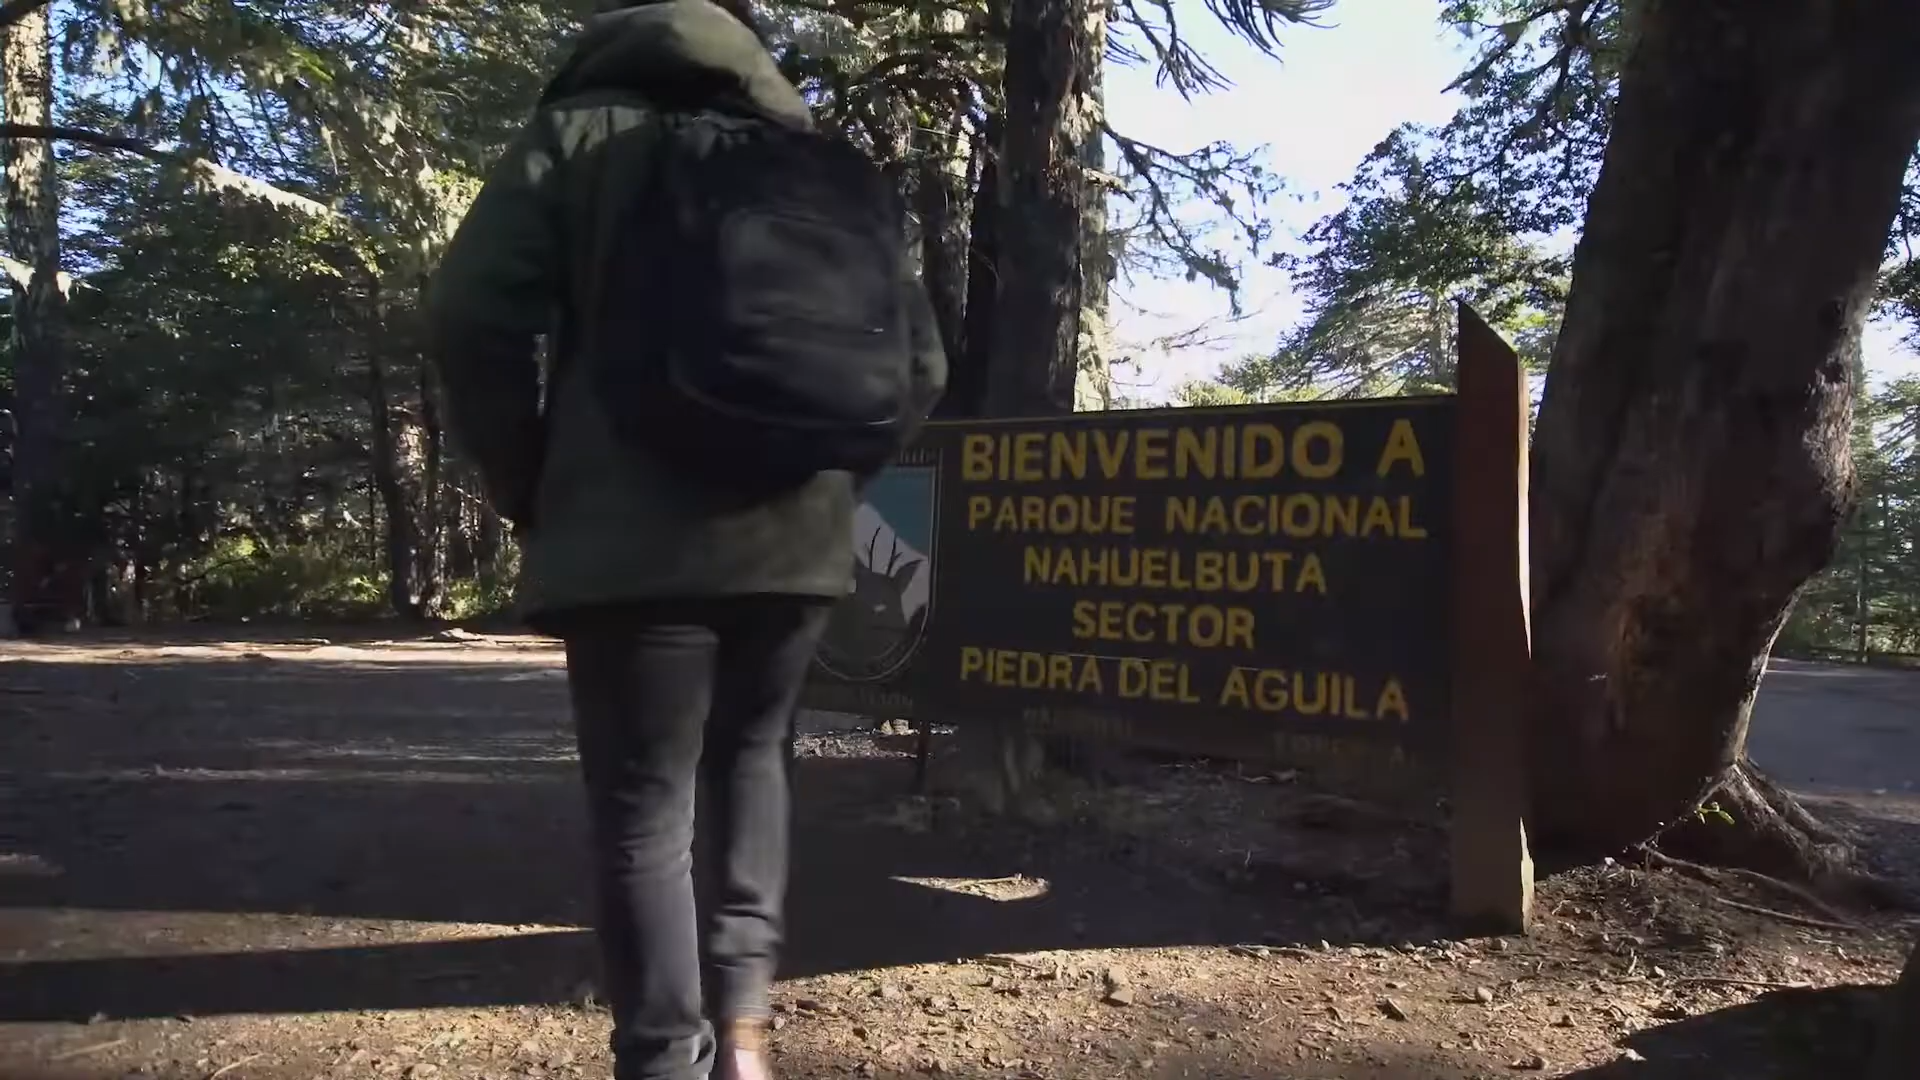 BIENVENIDO A
PARQUE NACIONAL
NAHUELBUTA
SECTOR
PIEDRA DEL AGUILA